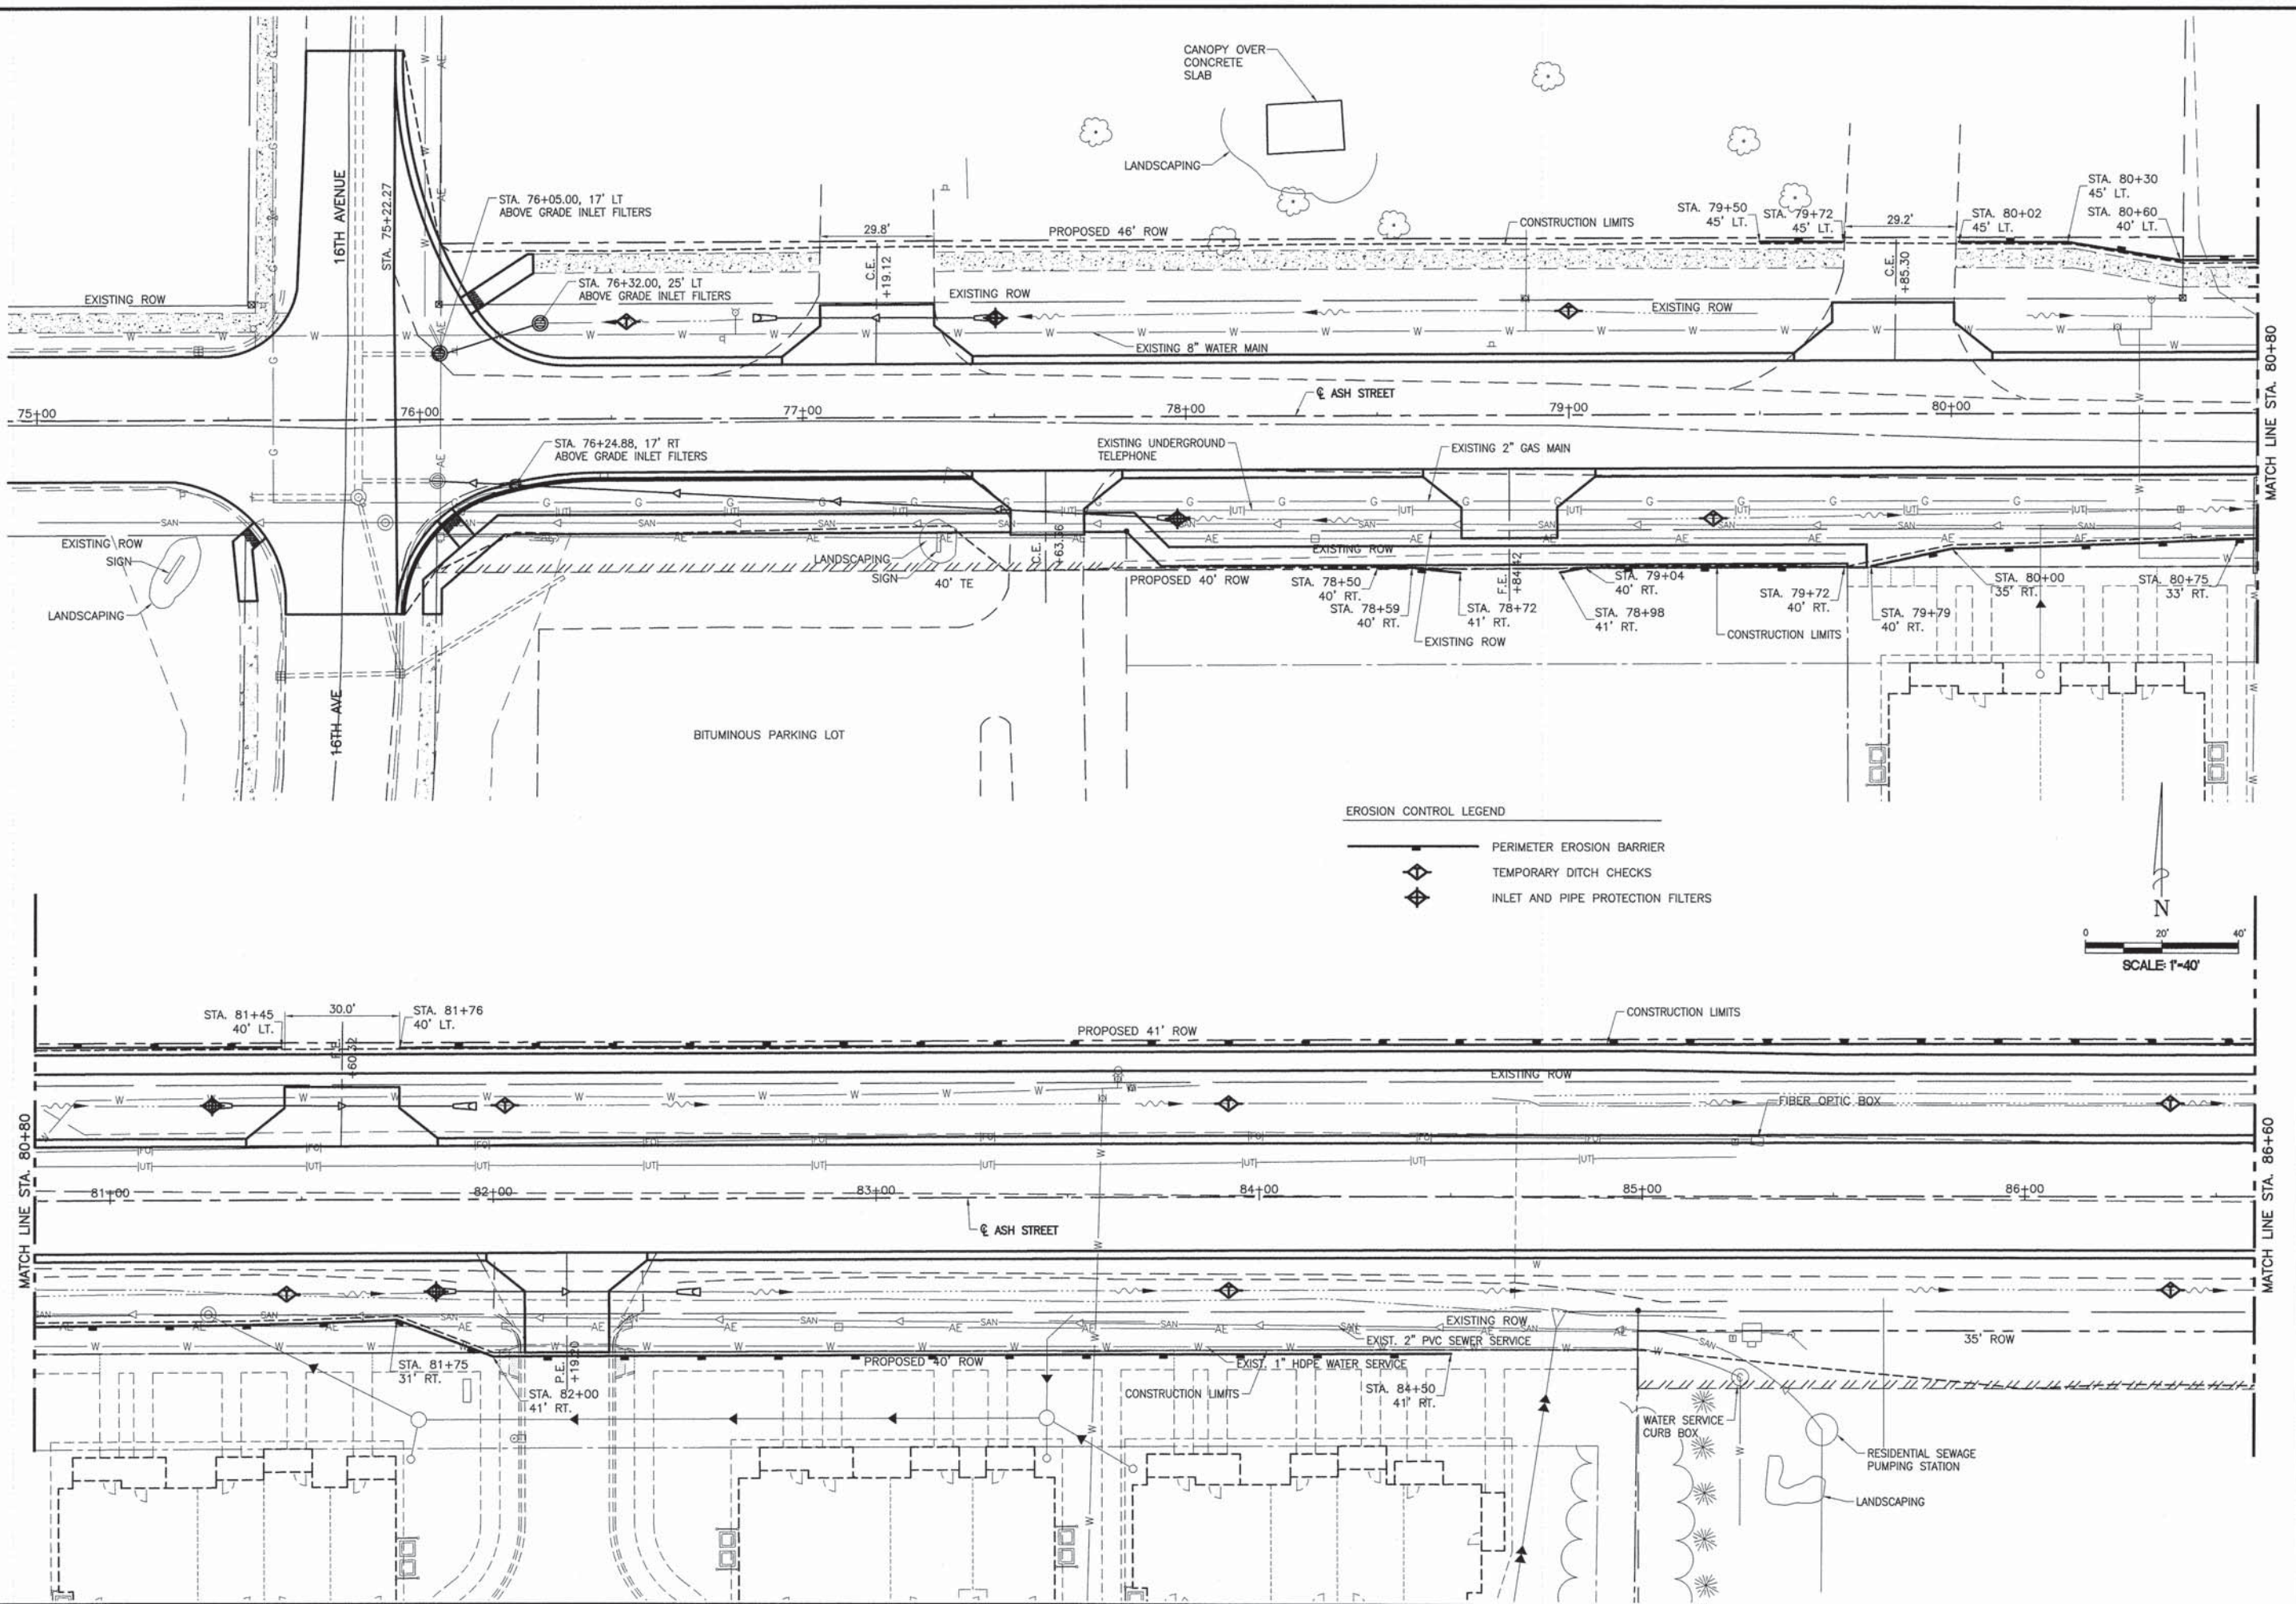 CANOPY OVER
CONCRETE
SLAB
LANDSCAPING
16TH AVENUE
STA. 75+22.27
STA. 76+05.00, 17' LT
ABOVE GRADE INLET FILTERS
STA. 76+32.00, 25' LT
ABOVE GRADE INLET FILTERS
29.8'
C.E.
+19.12
PROPOSED 46' ROW
CONSTRUCTION LIMITS
STA. 79+50
45' LT.
STA. 79+72
45' LT.
29.2'
C.E.
+85.30
STA. 80+02
45' LT.
STA. 80+30
45' LT.
STA. 80+60
40' LT.
EXISTING ROW
EXISTING ROW
EXISTING ROW
EXISTING 8" WATER MAIN
℄ ASH STREET
75+00
76+00
77+00
78+00
79+00
80+00
MATCH LINE STA. 80+80
STA. 76+24.88, 17' RT
ABOVE GRADE INLET FILTERS
EXISTING UNDERGROUND
TELEPHONE
EXISTING 2" GAS MAIN
EXISTING ROW
SIGN
LANDSCAPING
LANDSCAPING
SIGN
40' TE
C.E.
EXISTING ROW
PROPOSED 40' ROW
STA. 78+50
40' RT.
STA. 78+59
40' RT.
F.E.
+84.42
STA. 78+72
41' RT.
EXISTING ROW
STA. 79+04
40' RT.
STA. 78+98
41' RT.
CONSTRUCTION LIMITS
STA. 79+72
40' RT.
STA. 79+79
40' RT.
STA. 80+00
35' RT.
STA. 80+75
33' RT.
16TH AVE
BITUMINOUS PARKING LOT
EROSION CONTROL LEGEND
PERIMETER EROSION BARRIER
TEMPORARY DITCH CHECKS
INLET AND PIPE PROTECTION FILTERS
N
0 20' 40'
SCALE: 1"=40'
STA. 81+45
40' LT.
30.0'
STA. 81+76
40' LT.
PROPOSED 41' ROW
CONSTRUCTION LIMITS
EXISTING ROW
FIBER OPTIC BOX
MATCH LINE STA. 80+80
81+00
82+00
83+00
84+00
85+00
86+00
℄ ASH STREET
MATCH LINE STA. 86+60
EXISTING ROW
EXIST. 2" PVC SEWER SERVICE
35' ROW
STA. 81+75
31' RT.
P.E.
+19.20
STA. 82+00
41' RT.
PROPOSED 40' ROW
EXIST. 1" HDPE WATER SERVICE
CONSTRUCTION LIMITS
STA. 84+50
41' RT.
WATER SERVICE
CURB BOX
RESIDENTIAL SEWAGE
PUMPING STATION
LANDSCAPING